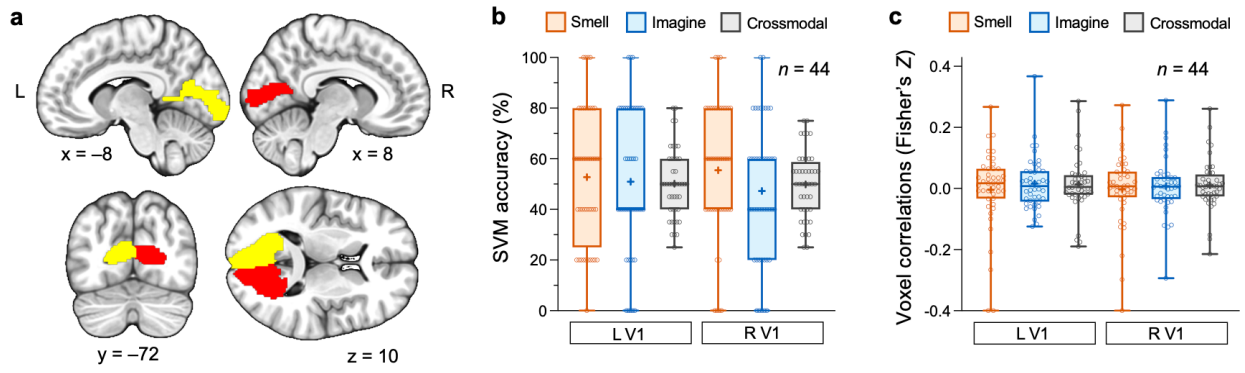 a
L
R
x = –8
x = 8
y = –72
z = 10
b
Smell
Imagine
Crossmodal
n = 44
SVM accuracy (%)
100
80
60
40
20
0
L V1
R V1
c
Smell
Imagine
Crossmodal
n = 44
Voxel correlations (Fisher's Z)
0.4
0.2
0.0
-0.2
-0.4
L V1
R V1